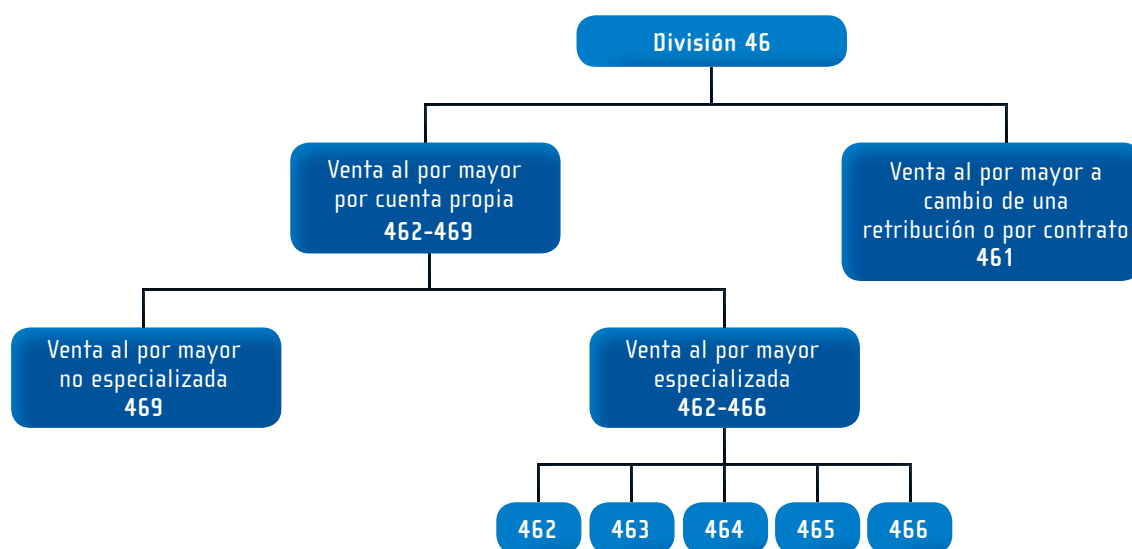 División 46
Venta al por mayor
por cuenta propia
462-469
Venta al por mayor a
cambio de una
retribución o por contrato
461
Venta al por mayor
no especializada
469
Venta al por mayor
especializada
462-466
462
463
464
465
466